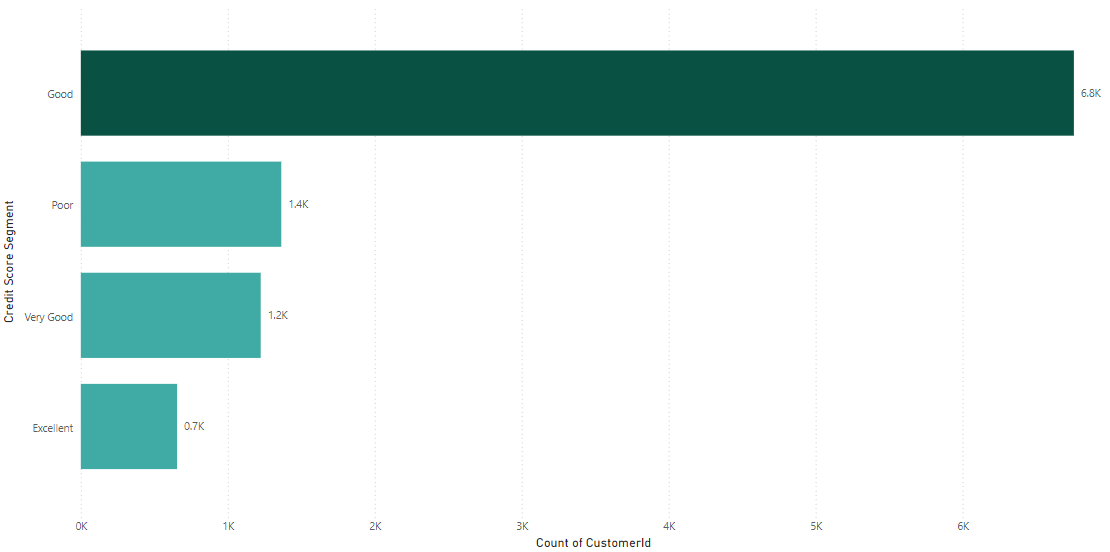 Credit Score Segment
Good 6.8K
Poor 1.4K
Very Good 1.2K
Excellent 0.7K
0K 1K 2K 3K 4K 5K 6K
Count of CustomerId